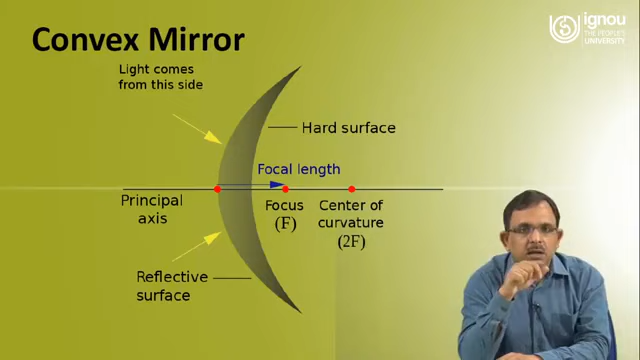 Convex Mirror
ignou
THE PEOPLE'S
UNIVERSITY
Light comes
from this side
Hard surface
Focal length
Principal
axis
Focus
(F)
Center of
curvature
(2F)
Reflective
surface